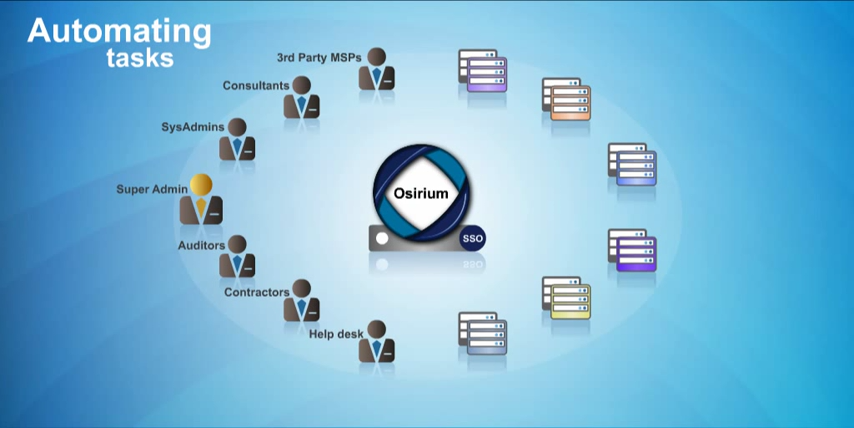 Automating
tasks
3rd Party MSPs
Consultants
SysAdmins
Super Admin
Auditors
Contractors
Help desk
Osirium
SSO